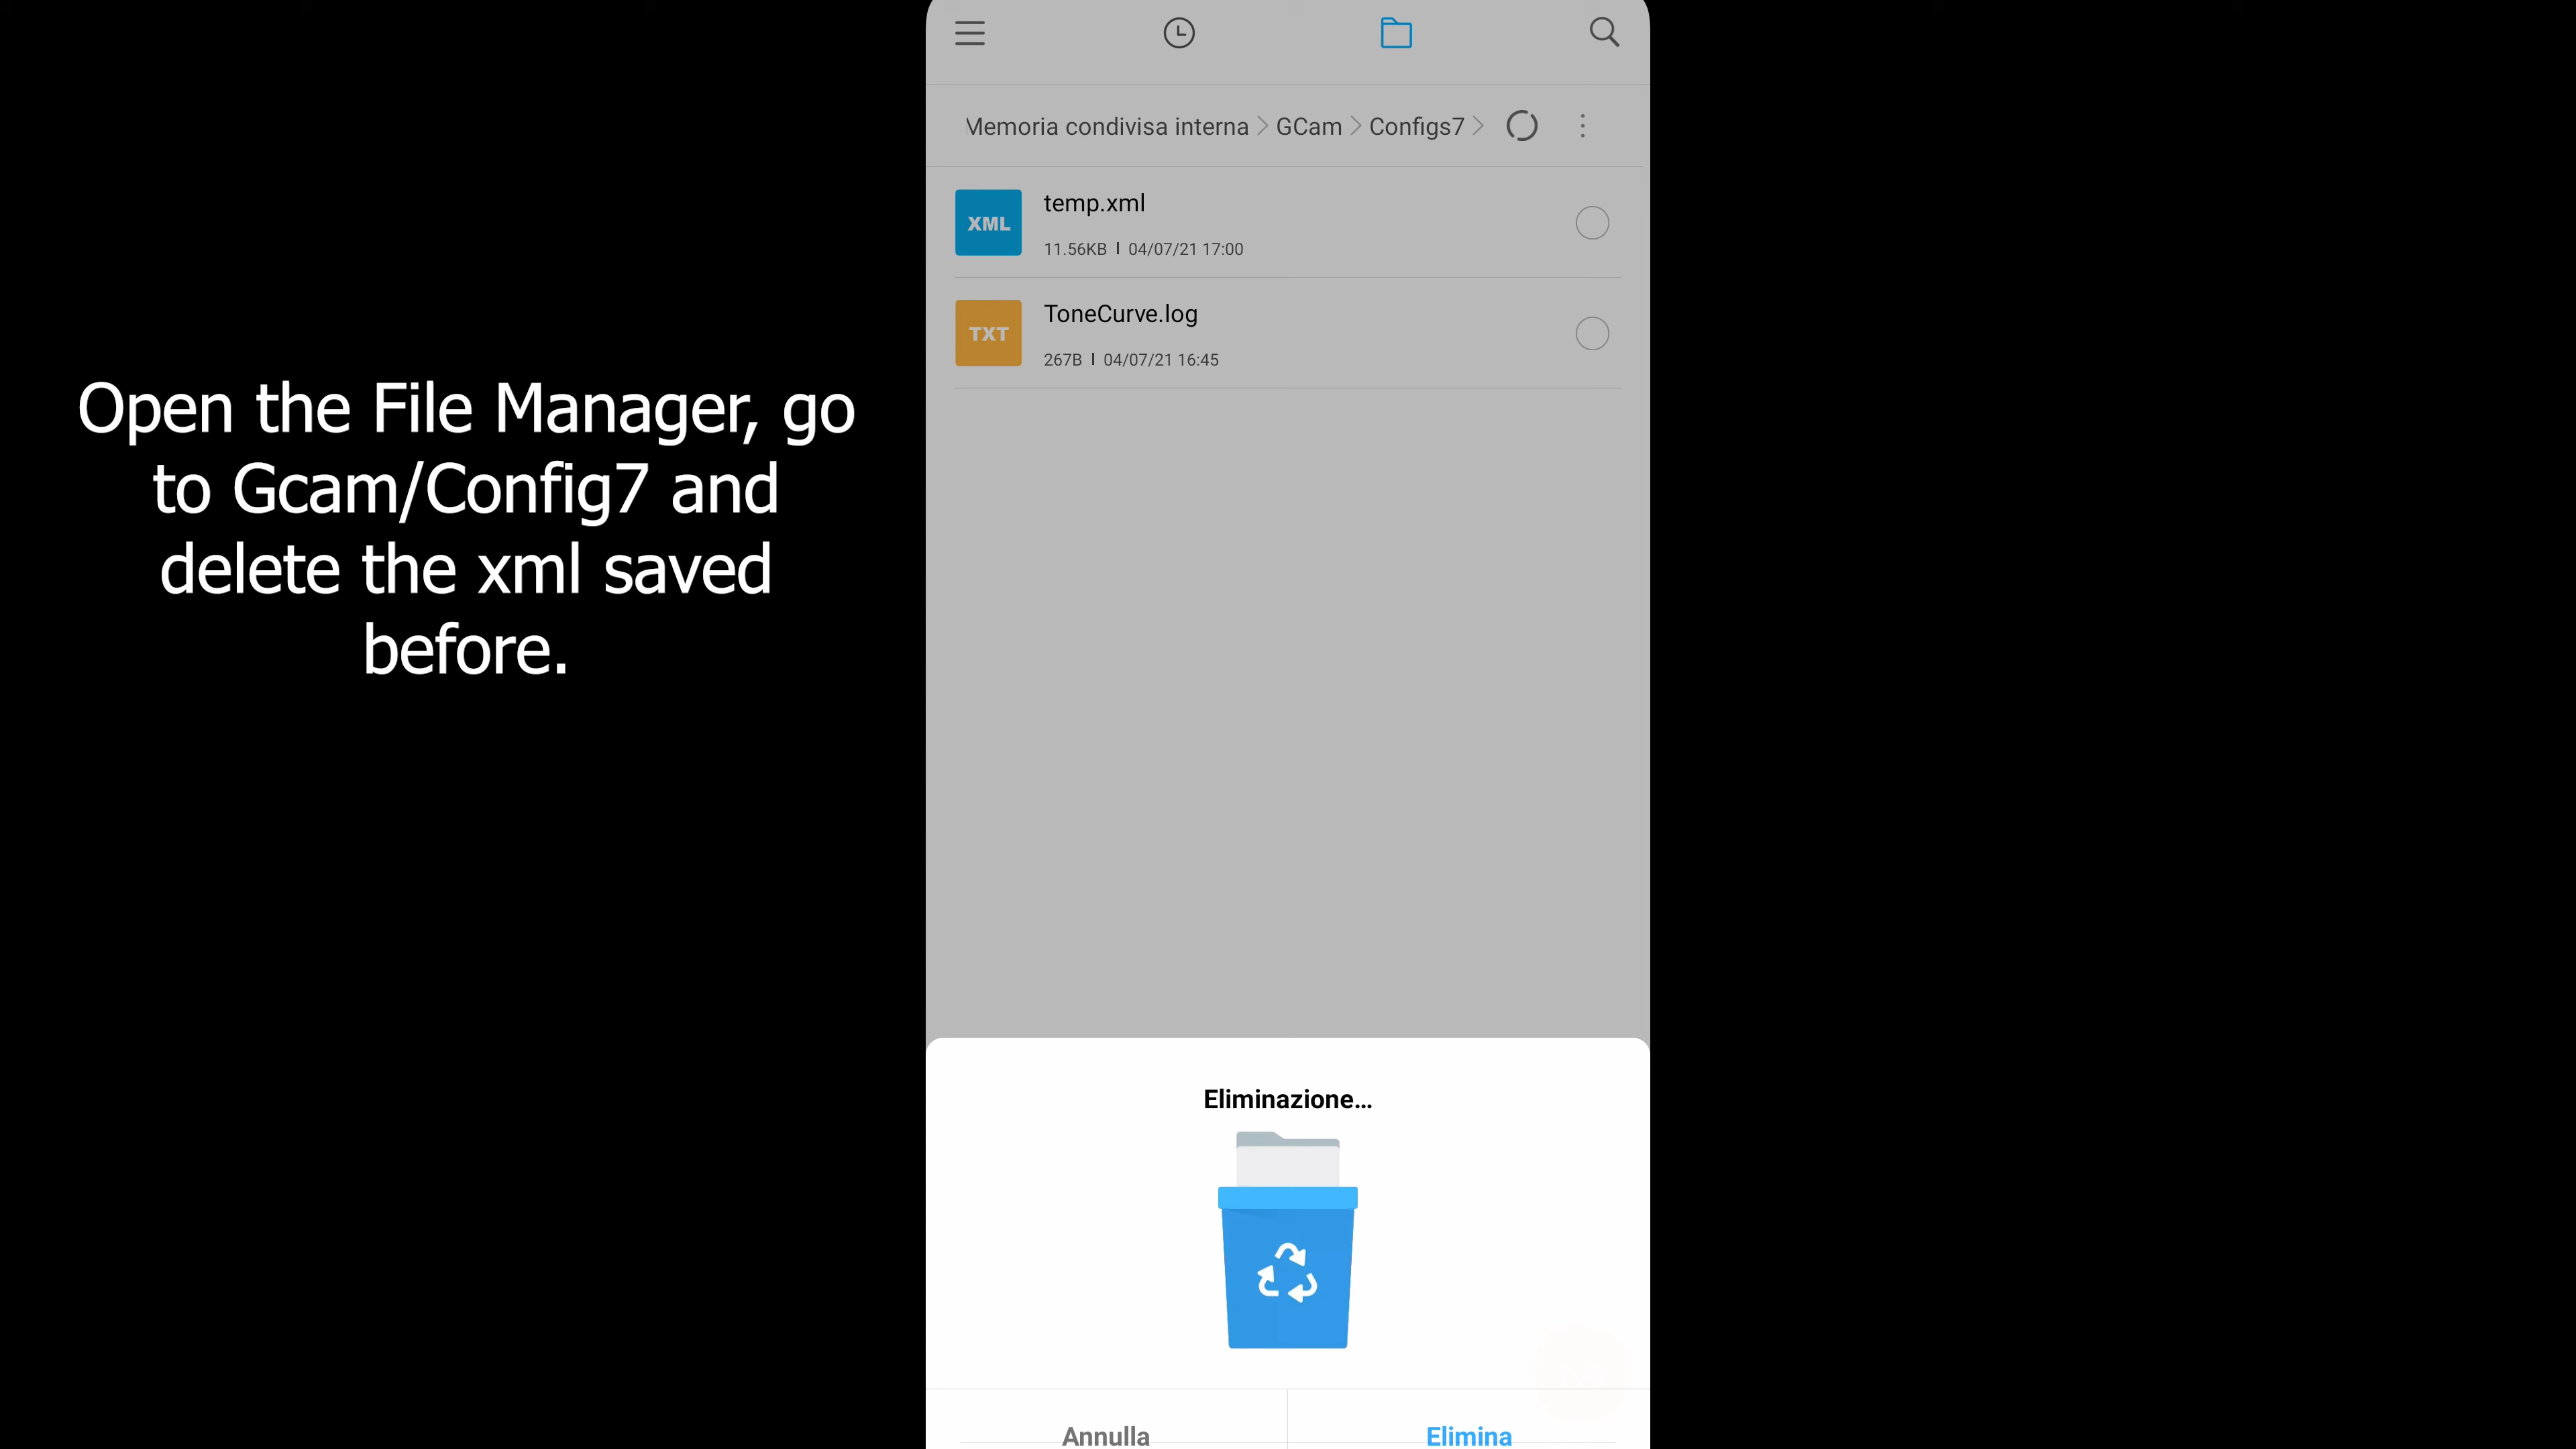 Open the File Manager, go
to Gcam/Config7 and
delete the xml saved
before.
Memoria condivisa interna > GCam > Configs7 >
XML
temp.xml
11.56KB | 04/07/21 17:00
TXT
ToneCurve.log
267B | 04/07/21 16:45
Eliminazione...
Annulla
Elimina